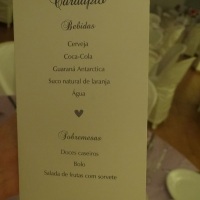 Cardápio
Bebidas
Cerveja
Coca-Cola
Guaraná Antarctica
Suco natural de laranja
Água
Sobremesas
Doces caseiros
Bolo
Salada de frutas com sorvete